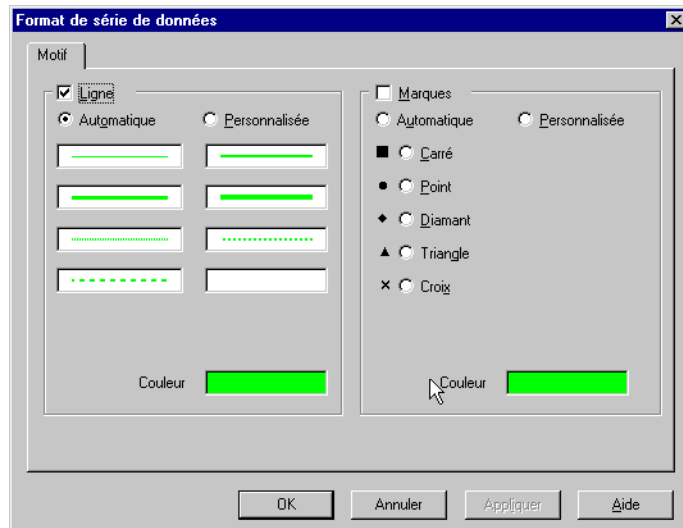 Format de série de données
Motif
Ligne
Automatique
Personnalisée
Couleur
Marques
Automatique
Personnalisée
Carré
Point
Diamant
Triangle
Croix
Couleur
OK
Annuler
Appliquer
Aide